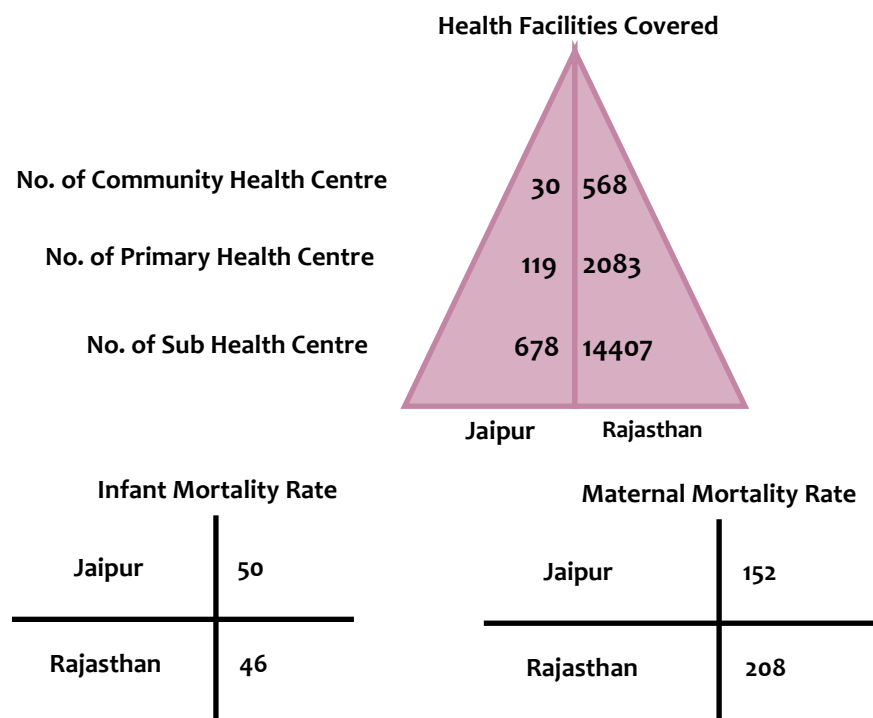 Health Facilities Covered
No. of Community Health Centre 30 568
No. of Primary Health Centre 119 2083
No. of Sub Health Centre 678 14407
Jaipur Rajasthan
Infant Mortality Rate
Jaipur 50
Rajasthan 46
Maternal Mortality Rate
Jaipur 152
Rajasthan 208